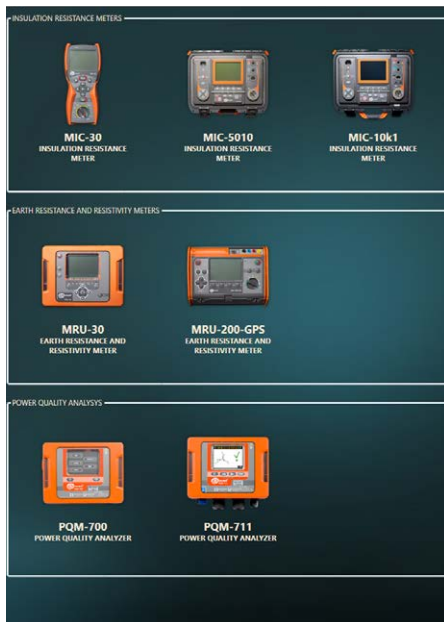 INSULATION RESISTANCE METERS
MIC-30
INSULATION RESISTANCE
METER
MIC-5010
INSULATION RESISTANCE
METER
MIC-10k1
INSULATION RESISTANCE
METER
EARTH RESISTANCE AND RESISTIVITY METERS
MRU-30
EARTH RESISTANCE AND
RESISTIVITY METER
MRU-200-GPS
EARTH RESISTANCE AND
RESISTIVITY METER
POWER QUALITY ANALYSYS
PQM-700
POWER QUALITY ANALYZER
PQM-711
POWER QUALITY ANALYZER